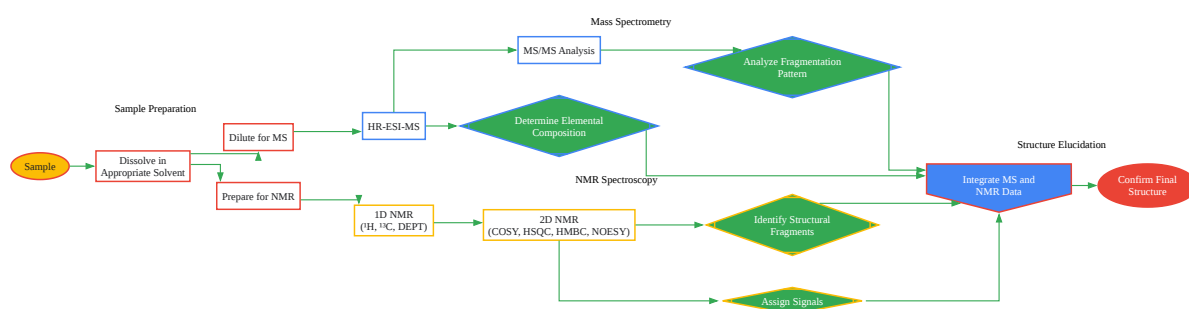 Mass Spectrometry
MS/MS Analysis
Analyze Fragmentation
Pattern
Sample Preparation
Dilute for MS
HR-ESI-MS
Determine Elemental
Composition
Structure Elucidation
Sample
Dissolve in
Appropriate Solvent
Prepare for NMR
NMR Spectroscopy
Integrate MS and
NMR Data
Confirm Final
Structure
1D NMR
(¹H, ¹³C, DEPT)
2D NMR
(COSY, HSQC, HMBC, NOESY)
Identify Structural
Fragments
Assign Signals